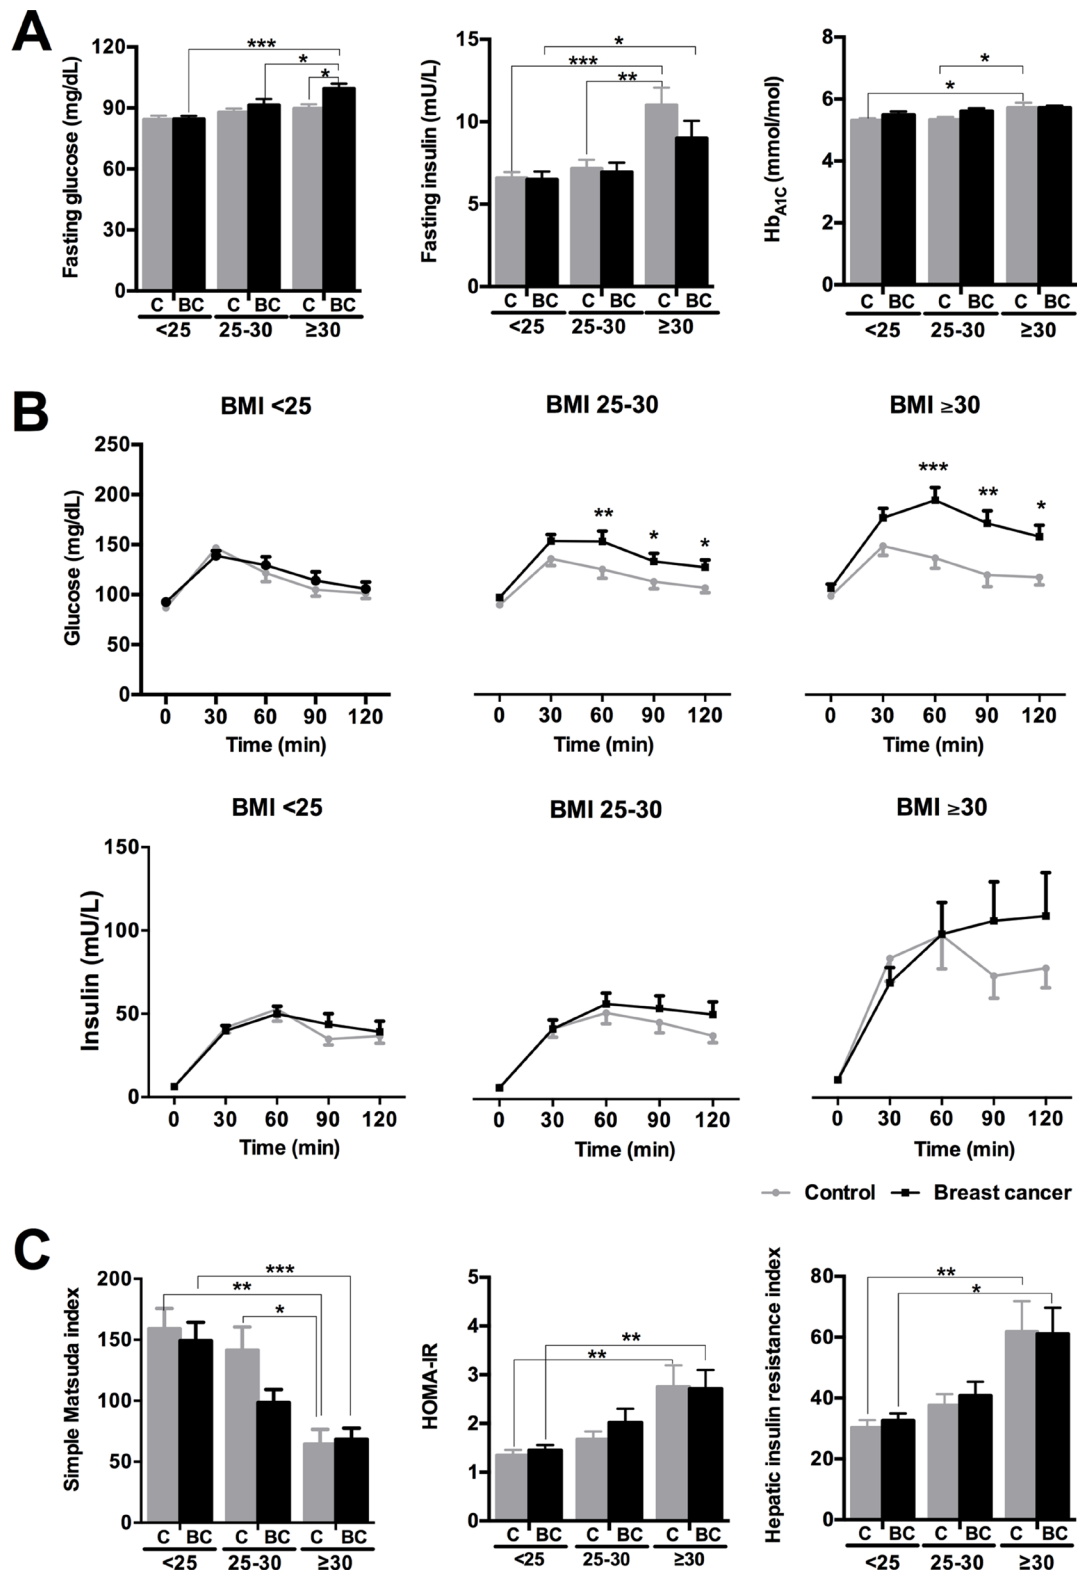 A
Fasting glucose (mg/dL)
120
90
60
30
0
***
*
*
C BC C BC C BC
<25 25-30 ≥30
Fasting insulin (mU/L)
15
10
5
0
*
***
**
C BC C BC C BC
<25 25-30 ≥30
HbA1C (mmol/mol)
8
6
4
2
0
*
*
C BC C BC C BC
<25 25-30 ≥30
B
BMI <25
BMI 25-30
BMI ≥30
Glucose (mg/dL)
250
200
150
100
50
0
0 30 60 90 120
Time (min)
** * *
0 30 60 90 120
Time (min)
*** ** *
0 30 60 90 120
Time (min)
BMI <25
BMI 25-30
BMI ≥30
Insulin (mU/L)
150
100
50
0
0 30 60 90 120
Time (min)
0 30 60 90 120
Time (min)
0 30 60 90 120
Time (min)
Control Breast cancer
C
Simple Matsuda index
200
150
100
50
0
***
**
*
C BC C BC C BC
<25 25-30 ≥30
HOMA-IR
5
4
3
2
1
0
**
**
C BC C BC C BC
<25 25-30 ≥30
Hepatic insulin resistance index
80
60
40
20
0
**
*
C BC C BC C BC
<25 25-30 ≥30